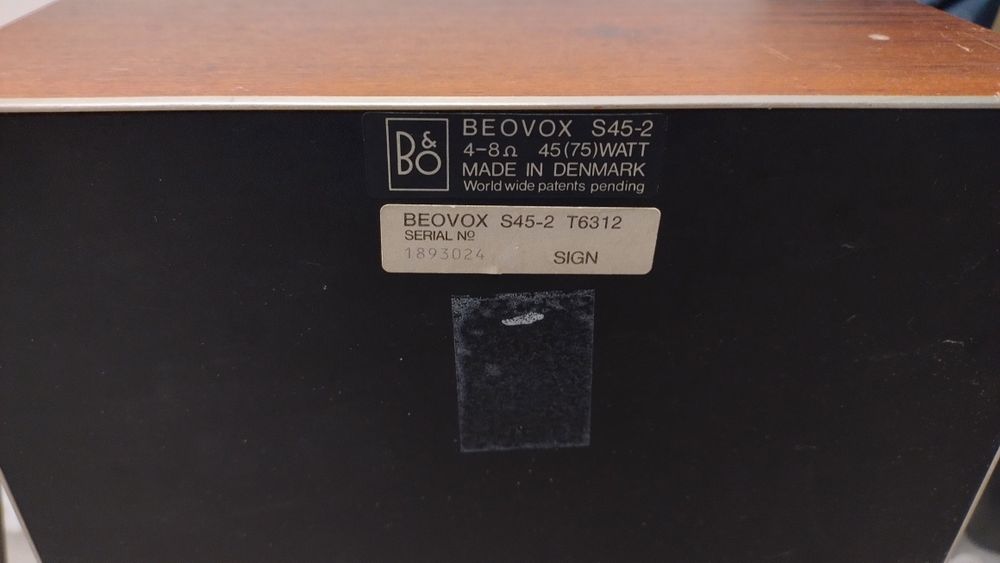 B&O
BEOVOX S45-2
4-8Ω 45(75)WATT
MADE IN DENMARK
World wide patents pending
BEOVOX S45-2 T6312
SERIAL Nº
1893024 SIGN